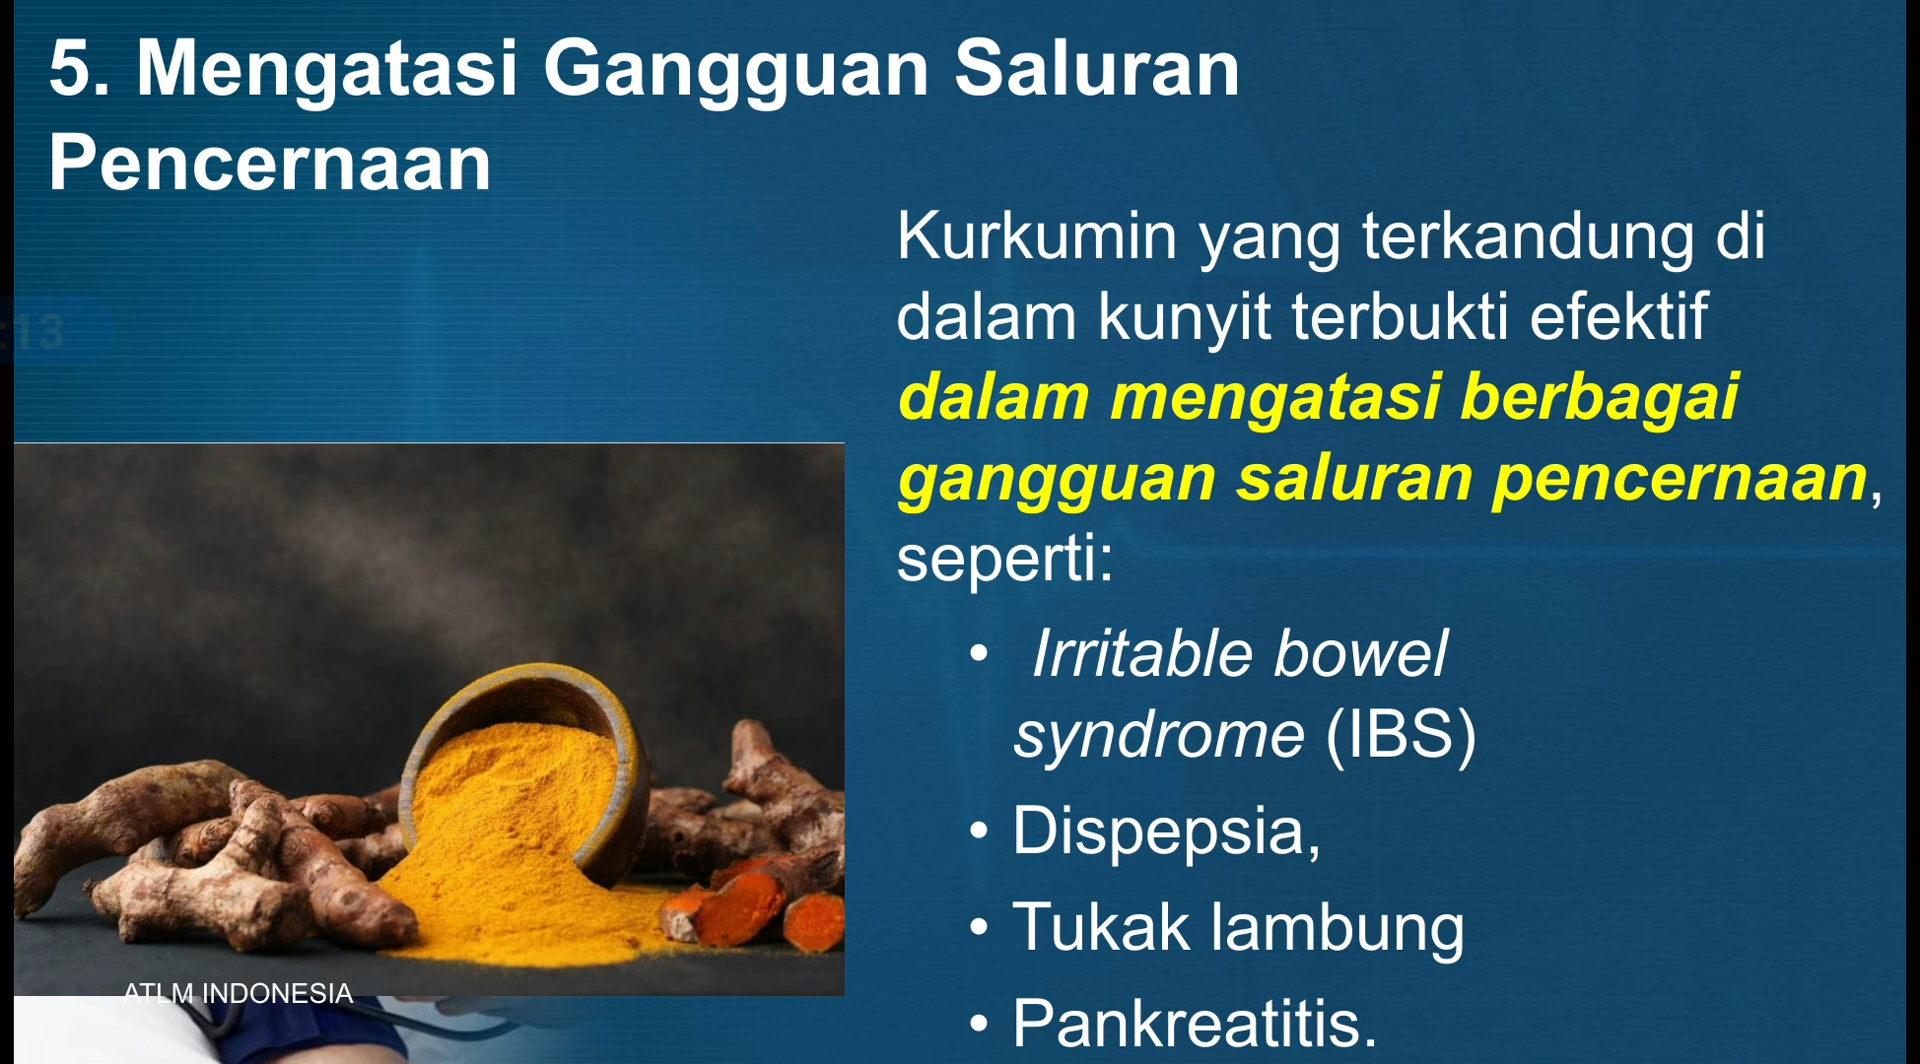 5. Mengatasi Gangguan Saluran
Pencernaan
Kurkumin yang terkandung di
dalam kunyit terbukti efektif
dalam mengatasi berbagai
gangguan saluran pencernaan,
seperti:
• Irritable bowel
syndrome (IBS)
• Dispepsia,
• Tukak lambung
• Pankreatitis.
:13
ATLM INDONESIA